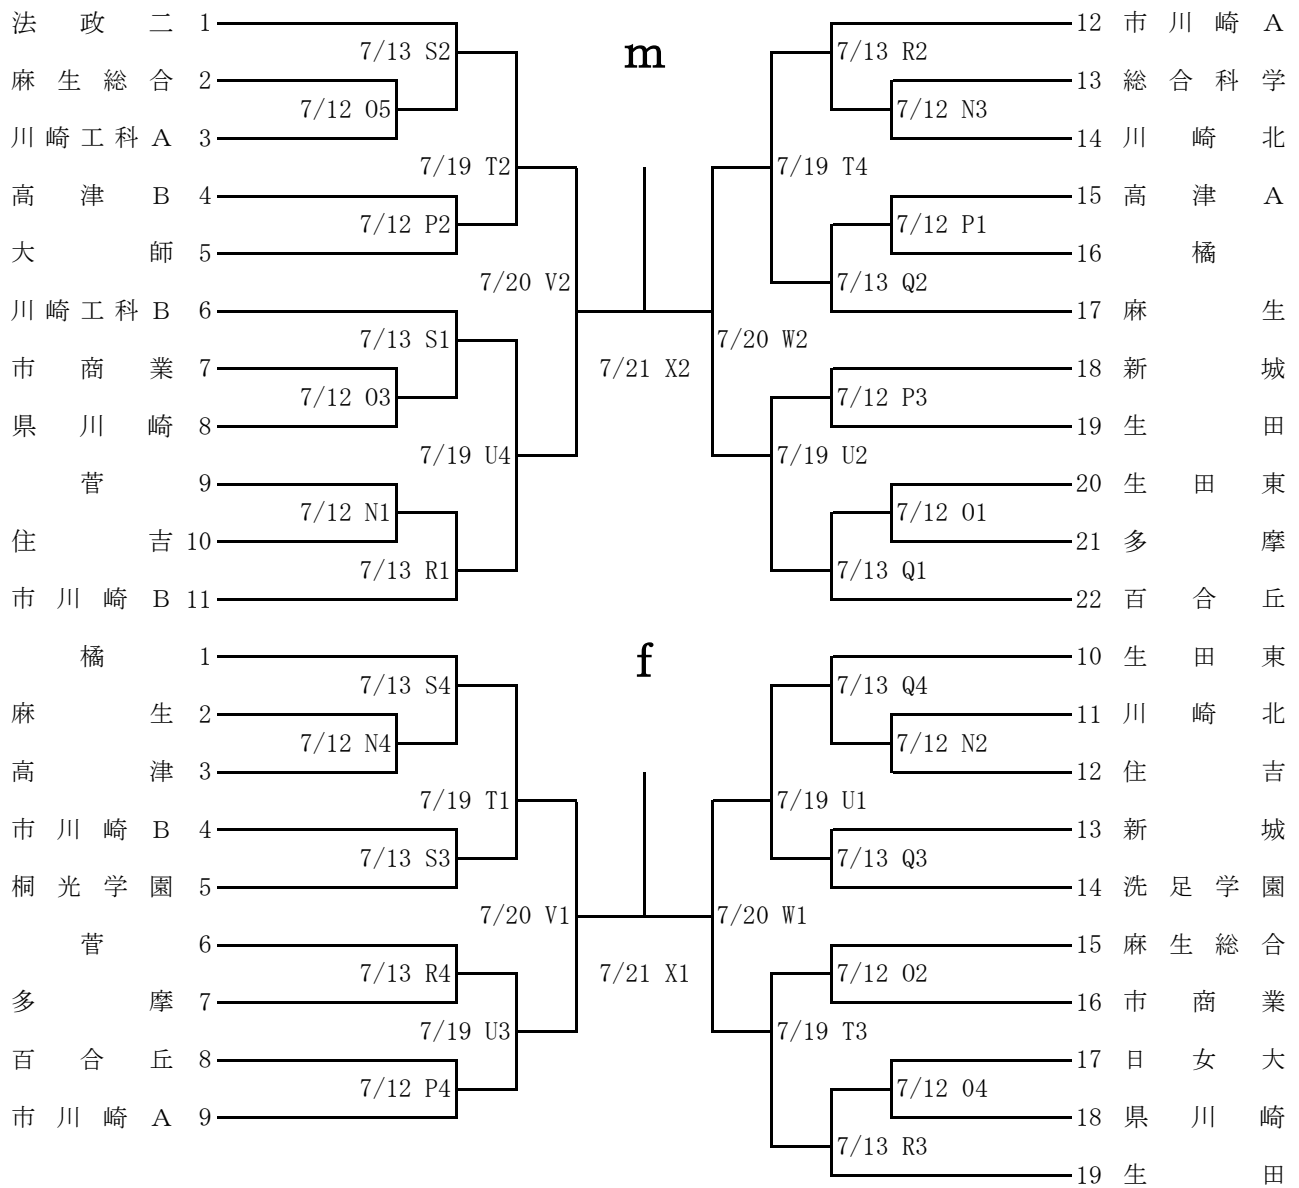 法政二 1
7/13 S2
麻生総合 2
7/12 O5
川崎工科A 3
7/19 T2
高津B 4
7/12 P2
大師 5
7/20 V2
川崎工科B 6
7/13 S1
市商業 7
7/12 O3
県川崎 8
7/19 U4
菅 9
7/12 N1
住吉 10
7/13 R1
市川崎B 11
m
7/21 X2
12 市川崎A
7/13 R2
13 総合科学
7/12 N3
14 川崎北
7/19 T4
15 高津A
7/12 P1
16 橘
7/13 Q2
17 麻生
7/20 W2
18 新城
7/12 P3
19 生田
7/19 U2
20 生田東
7/12 O1
21 多摩
7/13 Q1
22 百合丘
橘 1
7/13 S4
麻生 2
7/12 N4
高津 3
7/19 T1
市川崎B 4
7/13 S3
桐光学園 5
7/20 V1
菅 6
7/13 R4
多摩 7
7/19 U3
百合丘 8
7/12 P4
市川崎A 9
f
7/21 X1
10 生田東
7/13 Q4
11 川崎北
7/12 N2
12 住吉
7/19 U1
13 新城
7/13 Q3
14 洗足学園
7/20 W1
15 麻生総合
7/12 O2
16 市商業
7/19 T3
17 日女大
7/12 O4
18 県川崎
7/13 R3
19 生田